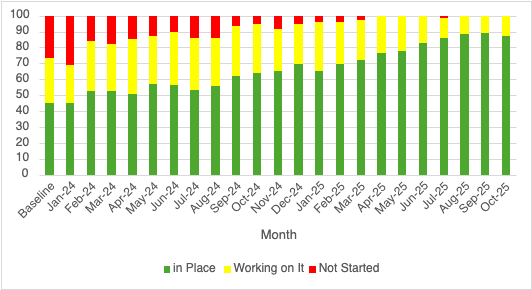 100
90
80
70
60
50
40
30
20
10
0
Baseline
Jan-24
Feb-24
Mar-24
Apr-24
May-24
Jun-24
Jul-24
Aug-24
Sep-24
Oct-24
Nov-24
Dec-24
Jan-25
Feb-25
Mar-25
Apr-25
May-25
Jun-25
Jul-25
Aug-25
Sep-25
Oct-25
Month
in Place Working on It Not Started